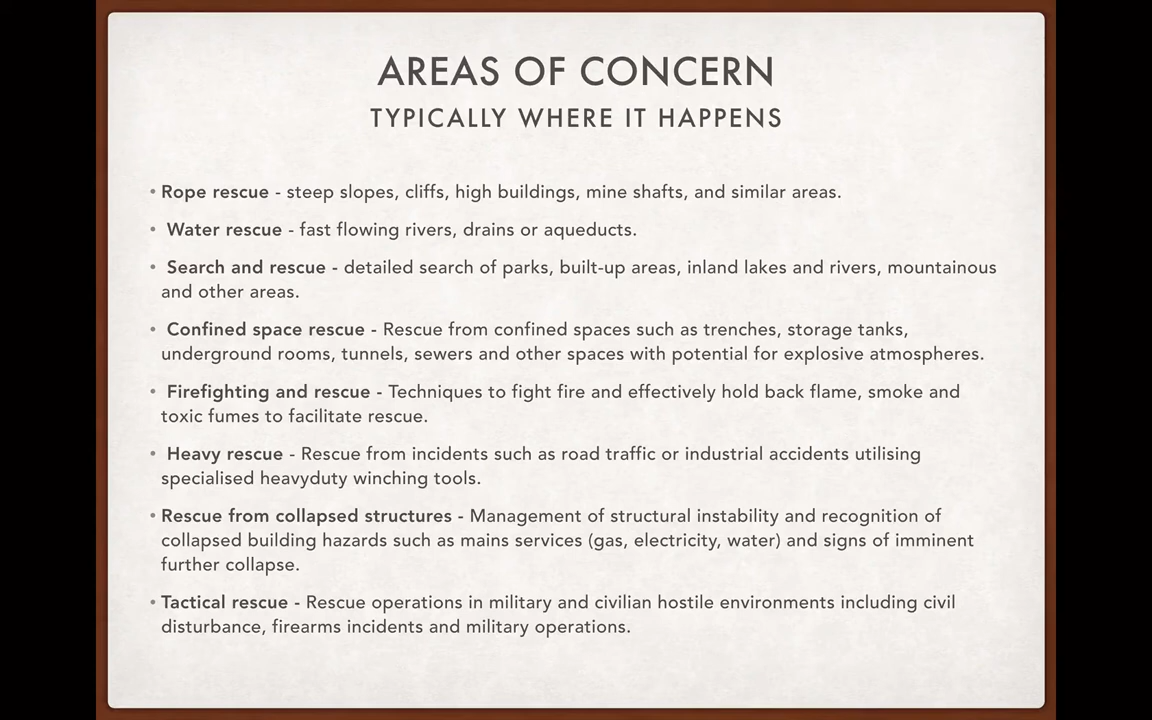 AREAS OF CONCERN
TYPICALLY WHERE IT HAPPENS
• Rope rescue - steep slopes, cliffs, high buildings, mine shafts, and similar areas.
• Water rescue - fast flowing rivers, drains or aqueducts.
• Search and rescue - detailed search of parks, built-up areas, inland lakes and rivers, mountainous
and other areas.
• Confined space rescue - Rescue from confined spaces such as trenches, storage tanks,
underground rooms, tunnels, sewers and other spaces with potential for explosive atmospheres.
• Firefighting and rescue - Techniques to fight fire and effectively hold back flame, smoke and
toxic fumes to facilitate rescue.
• Heavy rescue - Rescue from incidents such as road traffic or industrial accidents utilising
specialised heavyduty winching tools.
• Rescue from collapsed structures - Management of structural instability and recognition of
collapsed building hazards such as mains services (gas, electricity, water) and signs of imminent
further collapse.
• Tactical rescue - Rescue operations in military and civilian hostile environments including civil
disturbance, firearms incidents and military operations.